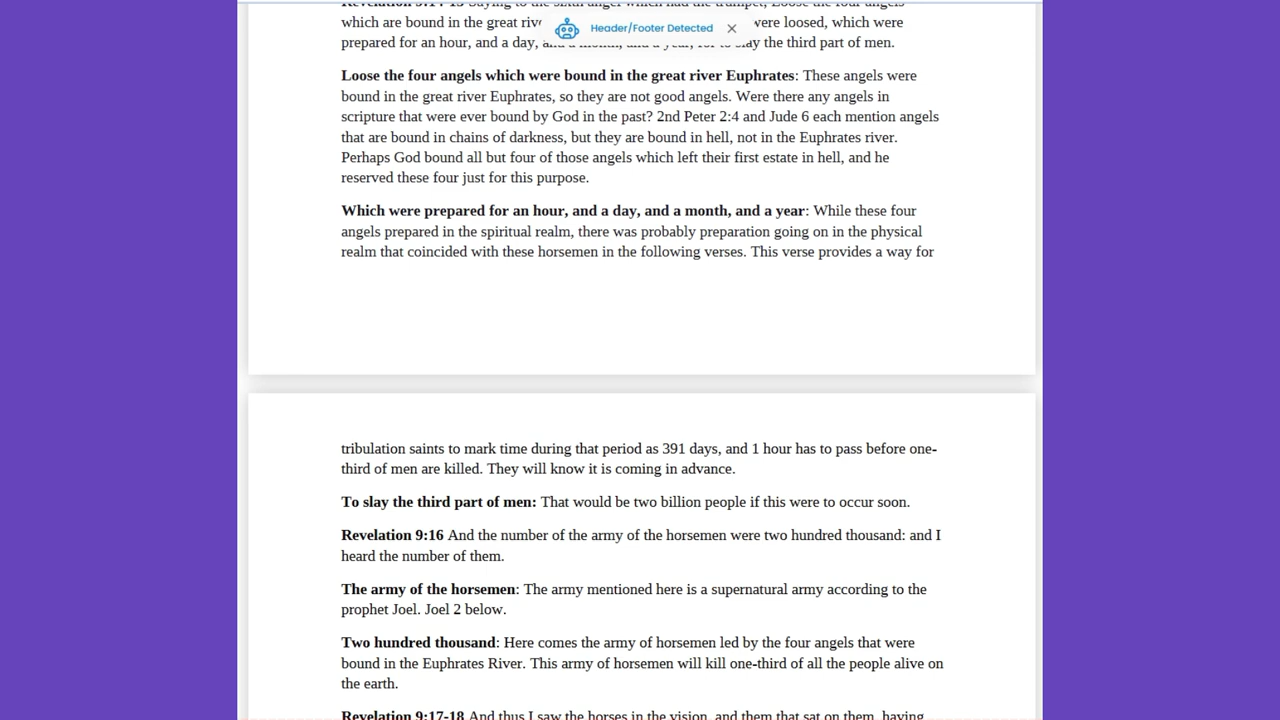 Revelation 9:14-15 Saying to the sixth angel which had the trumpet, Loose the four angels
which are bound in the great were loosed, which were
prepared for an hour, and a day, and a month, and a year, for to slay the third part of men.
Header/Footer Detected
Loose the four angels which were bound in the great river Euphrates: These angels were
bound in the great river Euphrates, so they are not good angels. Were there any angels in
scripture that were ever bound by God in the past? 2nd Peter 2:4 and Jude 6 each mention angels
that are bound in chains of darkness, but they are bound in hell, not in the Euphrates river.
Perhaps God bound all but four of those angels which left their first estate in hell, and he
reserved these four just for this purpose.
Which were prepared for an hour, and a day, and a month, and a year: While these four
angels prepared in the spiritual realm, there was probably preparation going on in the physical
realm that coincided with these horsemen in the following verses. This verse provides a way for
tribulation saints to mark time during that period as 391 days, and 1 hour has to pass before one-
third of men are killed. They will know it is coming in advance.
To slay the third part of men: That would be two billion people if this were to occur soon.
Revelation 9:16 And the number of the army of the horsemen were two hundred thousand: and I
heard the number of them.
The army of the horsemen: The army mentioned here is a supernatural army according to the
prophet Joel. Joel 2 below.
Two hundred thousand: Here comes the army of horsemen led by the four angels that were
bound in the Euphrates River. This army of horsemen will kill one-third of all the people alive on
the earth.
Revelation 9:17-18 And thus I saw the horses in the vision, and them that sat on them, having